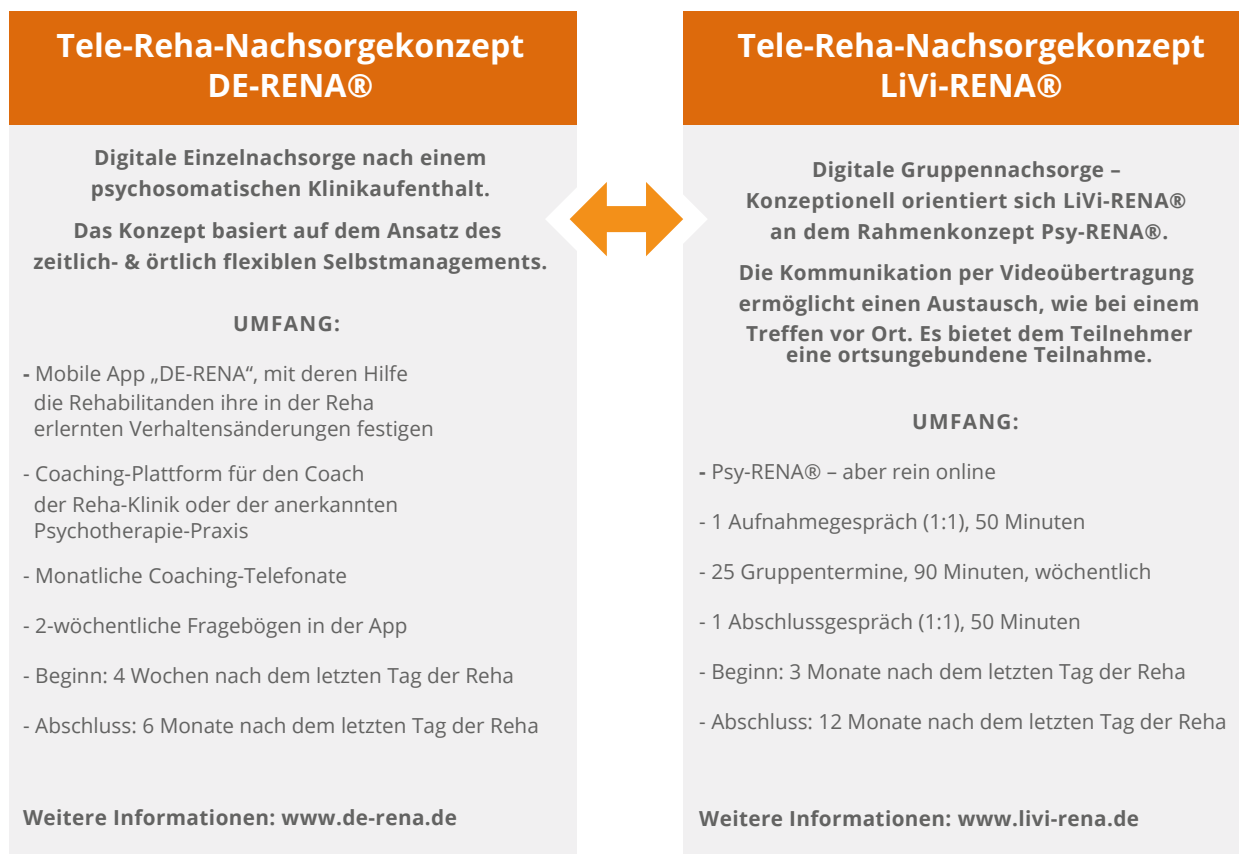 Tele-Reha-Nachsorgekonzept
DE-RENA®
Digitale Einzelnachsorge nach einem
psychosomatischen Klinikaufenthalt.
Das Konzept basiert auf dem Ansatz des
zeitlich- & örtlich flexiblen Selbstmanagements.
UMFANG:
- Mobile App „DE-RENA“, mit deren Hilfe
die Rehabilitanden ihre in der Reha
erlernten Verhaltensänderungen festigen
- Coaching-Plattform für den Coach
der Reha-Klinik oder der anerkannten
Psychotherapie-Praxis
- Monatliche Coaching-Telefonate
- 2-wöchentliche Fragebögen in der App
- Beginn: 4 Wochen nach dem letzten Tag der Reha
- Abschluss: 6 Monate nach dem letzten Tag der Reha
Weitere Informationen: www.de-rena.de
Tele-Reha-Nachsorgekonzept
LiVi-RENA®
Digitale Gruppennachsorge –
Konzeptionell orientiert sich LiVi-RENA®
an dem Rahmenkonzept Psy-RENA®.
Die Kommunikation per Videoübertragung
ermöglicht einen Austausch, wie bei einem
Treffen vor Ort. Es bietet dem Teilnehmer
eine ortsungebundene Teilnahme.
UMFANG:
- Psy-RENA® – aber rein online
- 1 Aufnahmegespräch (1:1), 50 Minuten
- 25 Gruppentermine, 90 Minuten, wöchentlich
- 1 Abschlussgespräch (1:1), 50 Minuten
- Beginn: 3 Monate nach dem letzten Tag der Reha
- Abschluss: 12 Monate nach dem letzten Tag der Reha
Weitere Informationen: www.livi-rena.de